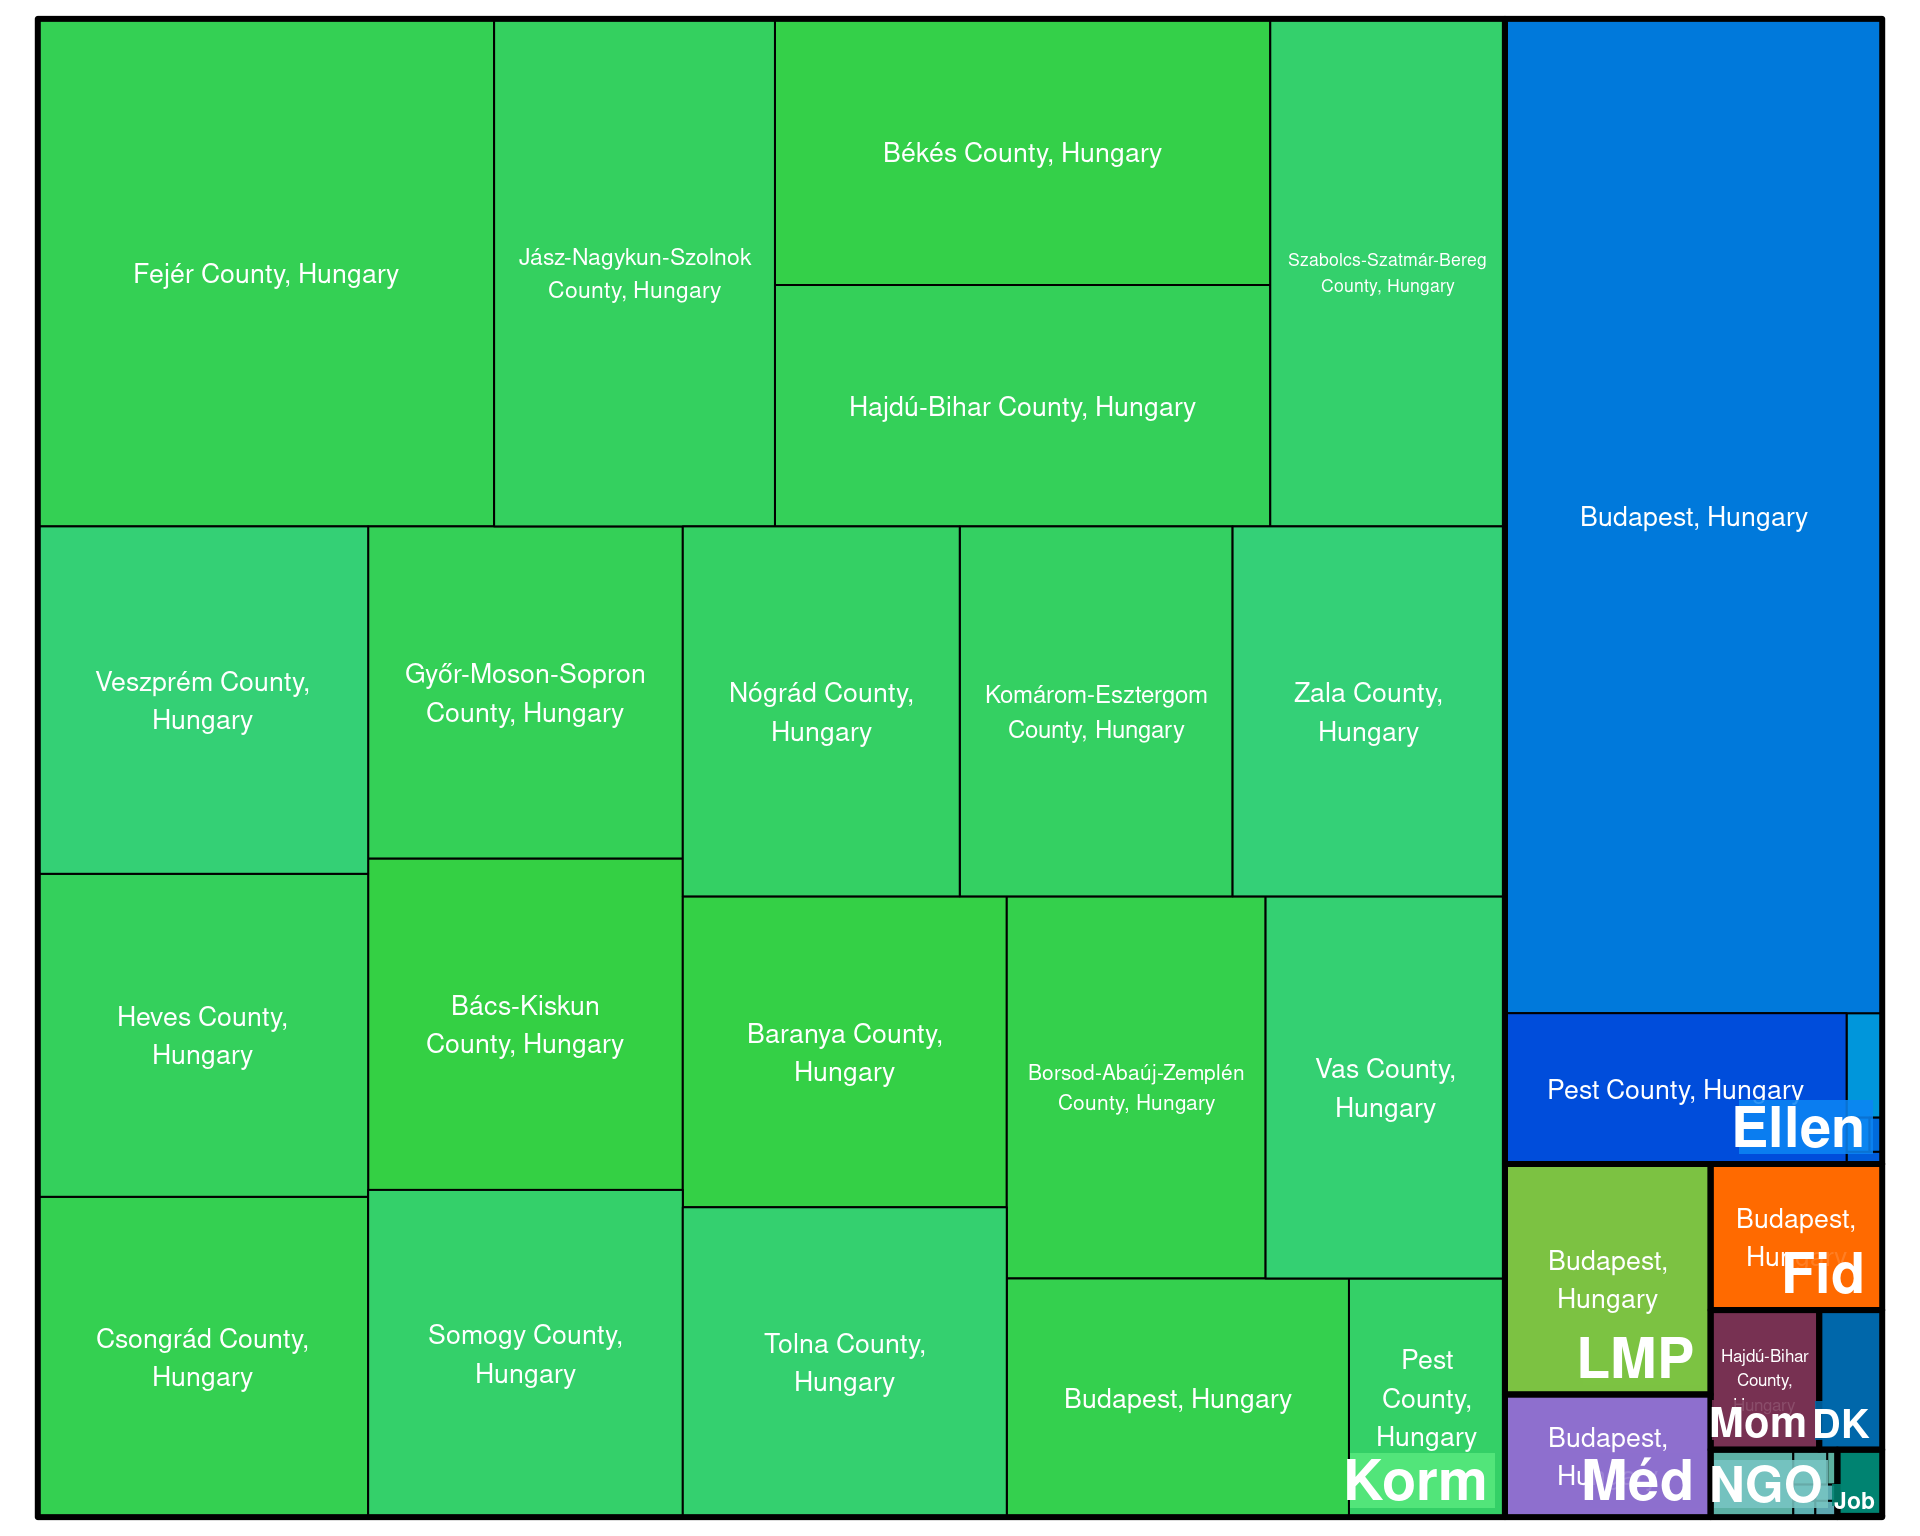 Fejér County, Hungary
Jász-Nagykun-Szolnok
County, Hungary
Békés County, Hungary
Hajdú-Bihar County, Hungary
Szabolcs-Szatmár-Bereg
County, Hungary
Veszprém County,
Hungary
Győr-Moson-Sopron
County, Hungary
Nógrád County,
Hungary
Komárom-Esztergom
County, Hungary
Zala County,
Hungary
Heves County,
Hungary
Bács-Kiskun
County, Hungary
Baranya County,
Hungary
Borsod-Abaúj-Zemplén
County, Hungary
Vas County,
Hungary
Csongrád County,
Hungary
Somogy County,
Hungary
Tolna County,
Hungary
Budapest, Hungary
Pest
County,
Hungary
Korm
Budapest, Hungary
Pest County, Hungary
Ellen
Budapest,
Hungary
LMP
Budapest,
Hungary
Fid
Hajdú-Bihar
County,
Hungary
Mom
DK
Budapest,
Hungary
Méd
NGO
Job